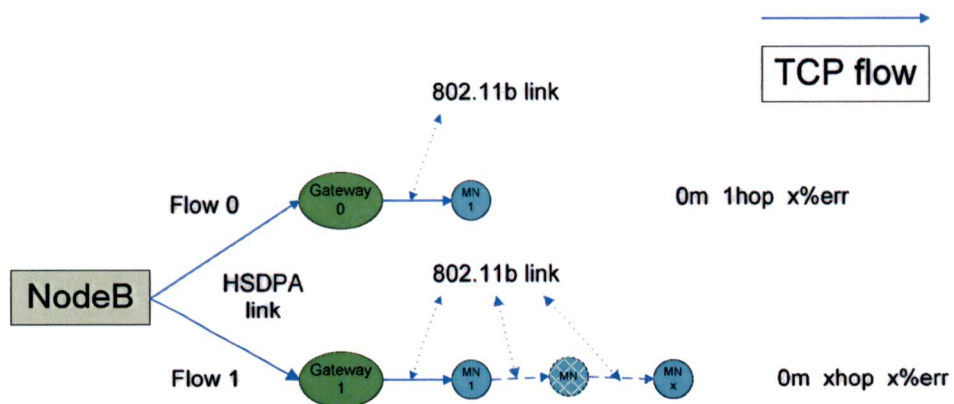 TCP flow
802.11b link
Flow 0
Gateway
0
MN
1
0m 1hop x%err
NodeB
HSDPA
link
802.11b link
Flow 1
Gateway
1
MN
1
MN
MN
x
0m xhop x%err